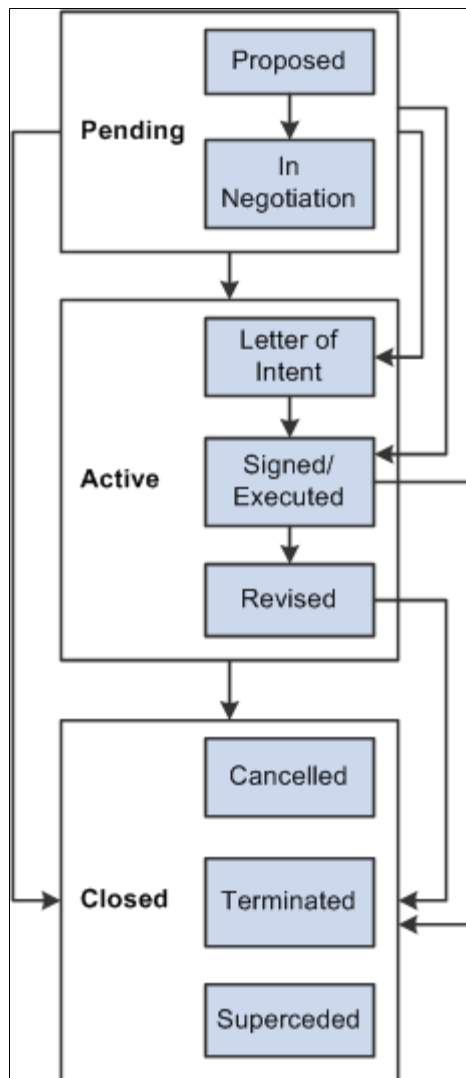 Proposed
Pending
In
Negotiation
Letter of
Intent
Active
Signed/
Executed
Revised
Cancelled
Closed
Terminated
Superceded